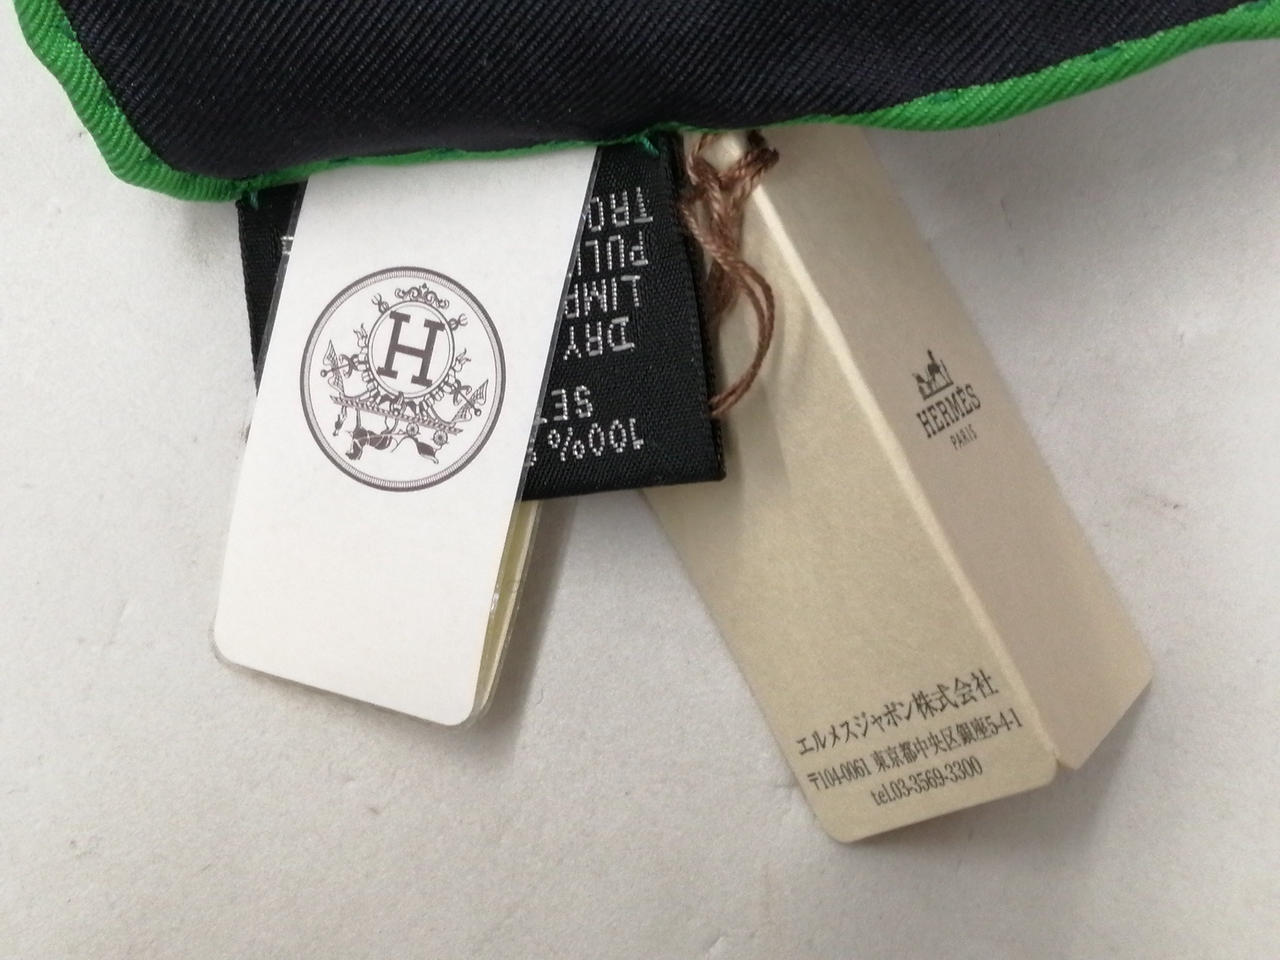 H
TRO
PUL
LIMP
DRY
SE
100%
HERMÈS
PARIS
エルメスジャポン株式会社
〒104-0061 東京都中央区銀座5-4-1
tel.03-3569-3300